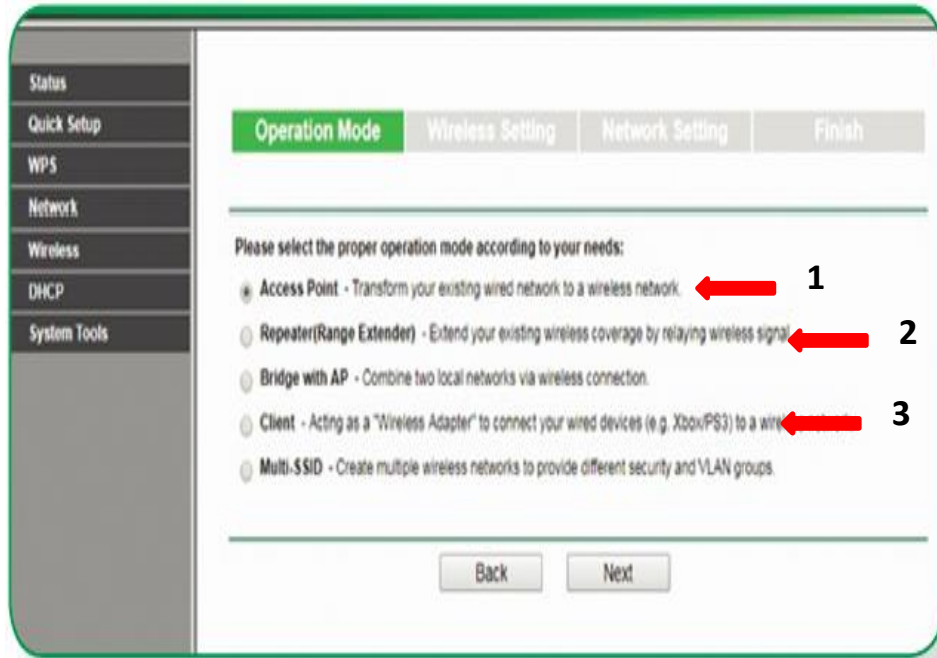 Status
Quick Setup
WPS
Network
Wireless
DHCP
System Tools
Operation Mode Wireless Setting Network Setting Finish
Please select the proper operation mode according to your needs:
Access Point - Transform your existing wired network to a wireless network. 1
Repeater(Range Extender) - Extend your existing wireless coverage by relaying wireless signal 2
Bridge with AP - Combine two local networks via wireless connection.
Client - Acting as a "Wireless Adapter" to connect your wired devices (e.g. Xbox/PS3) to a 3
Multi-SSID - Create multiple wireless networks to provide different security and VLAN groups.
Back Next